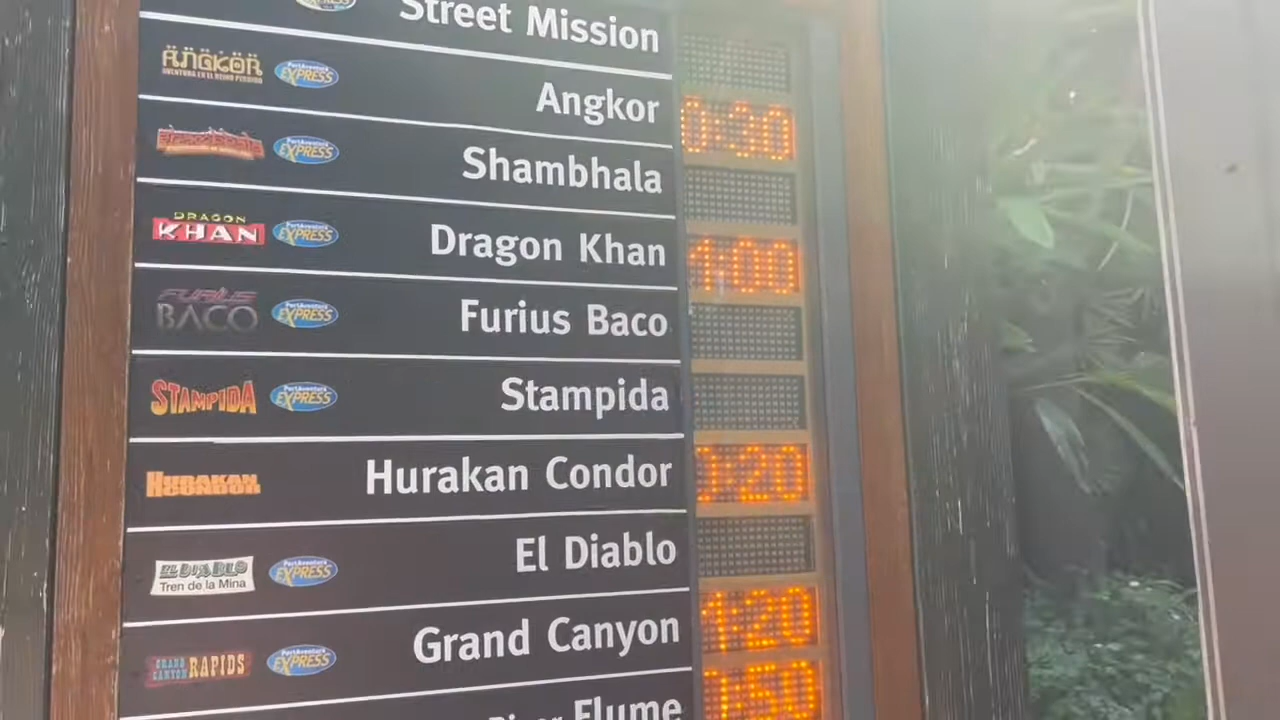 Street Mission
ANGKOR
AVENTURA EN EL REINO PERDIDO
PortAventura
EXPRESS
Angkor
0:30
PortAventura
EXPRESS
Shambhala
DRAGON
KHAN
PortAventura
EXPRESS
Dragon Khan
1:00
FURIUS
BACO
PortAventura
EXPRESS
Furius Baco
STAMPIDA
PortAventura
EXPRESS
Stampida
HURAKAN
CONDOR
Hurakan Condor
0:20
EL DIABLO
Tren de la Mina
PortAventura
EXPRESS
El Diablo
GRAND
CANYON RAPIDS
PortAventura
EXPRESS
Grand Canyon
1:20
River Flume
:50